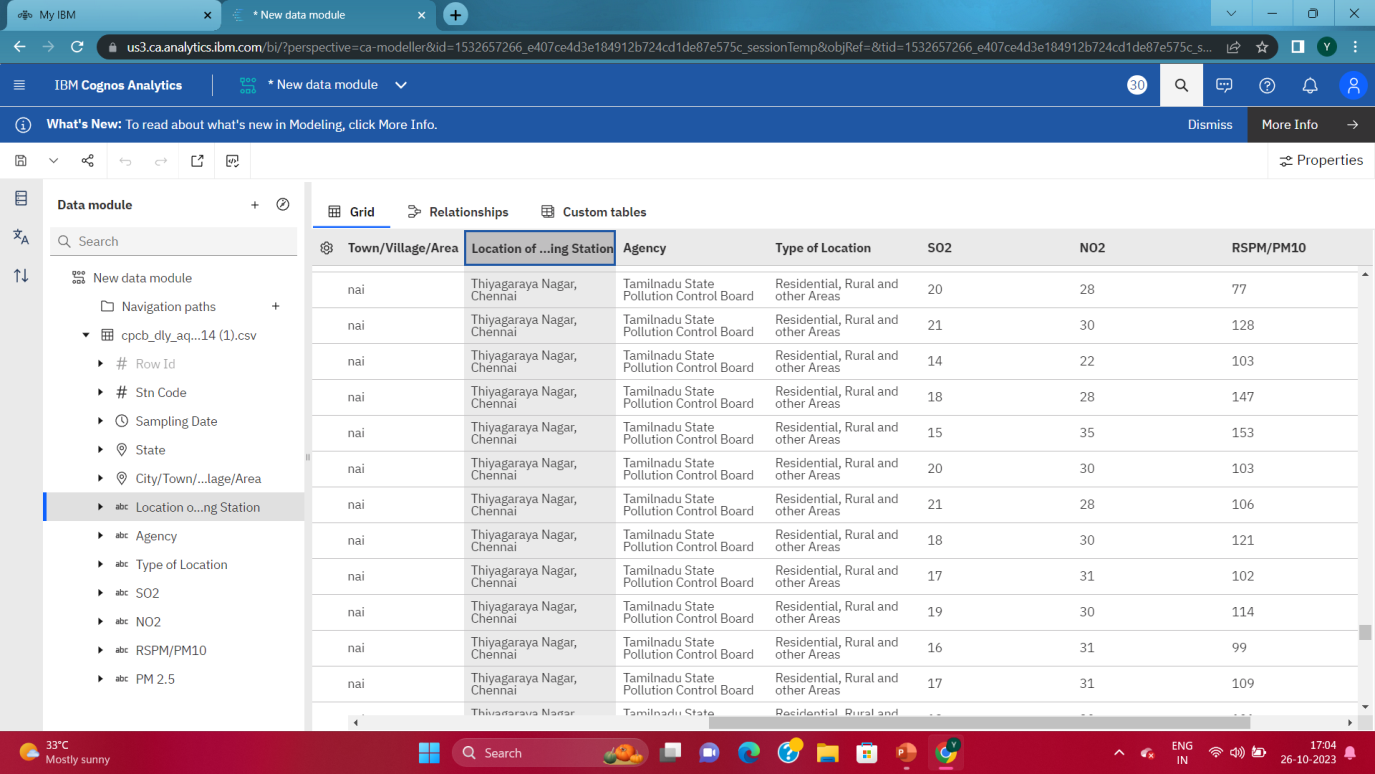 My IBM
* New data module
us3.ca.analytics.ibm.com/bi/?perspective=ca-modeller&id=1532657266_e407ce4d3e184912b724cd1de87e575c_sessionTemp&objRef=&tid=1532657266_e407ce4d3e184912b724cd1de87e575c_s...
Y
IBM Cognos Analytics
* New data module
30
What's New: To read about what's new in Modeling, click More Info.
Dismiss
More Info
Properties
Data module
Search
New data module
Navigation paths
cpcb_dly_aq...14 (1).csv
# Row Id
# Stn Code
Sampling Date
State
City/Town/...lage/Area
abc Location o...ng Station
abc Agency
abc Type of Location
abc SO2
abc NO2
abc RSPM/PM10
abc PM 2.5
Grid
Relationships
Custom tables
Town/Village/Area Location of ...ing Station Agency Type of Location SO2 NO2 RSPM/PM10
nai Thiyagaraya Nagar, Chennai Tamilnadu State Pollution Control Board Residential, Rural and other Areas 20 28 77
nai Thiyagaraya Nagar, Chennai Tamilnadu State Pollution Control Board Residential, Rural and other Areas 21 30 128
nai Thiyagaraya Nagar, Chennai Tamilnadu State Pollution Control Board Residential, Rural and other Areas 14 22 103
nai Thiyagaraya Nagar, Chennai Tamilnadu State Pollution Control Board Residential, Rural and other Areas 18 28 147
nai Thiyagaraya Nagar, Chennai Tamilnadu State Pollution Control Board Residential, Rural and other Areas 15 35 153
nai Thiyagaraya Nagar, Chennai Tamilnadu State Pollution Control Board Residential, Rural and other Areas 20 30 103
nai Thiyagaraya Nagar, Chennai Tamilnadu State Pollution Control Board Residential, Rural and other Areas 21 28 106
nai Thiyagaraya Nagar, Chennai Tamilnadu State Pollution Control Board Residential, Rural and other Areas 18 30 121
nai Thiyagaraya Nagar, Chennai Tamilnadu State Pollution Control Board Residential, Rural and other Areas 17 31 102
nai Thiyagaraya Nagar, Chennai Tamilnadu State Pollution Control Board Residential, Rural and other Areas 19 30 114
nai Thiyagaraya Nagar, Chennai Tamilnadu State Pollution Control Board Residential, Rural and other Areas 16 31 99
nai Thiyagaraya Nagar, Chennai Tamilnadu State Pollution Control Board Residential, Rural and other Areas 17 31 109
Thiyagaraya Nagar, Tamilnadu State Residential, Rural and
33°C
Mostly sunny
Search
ENG
IN
17:04
26-10-2023